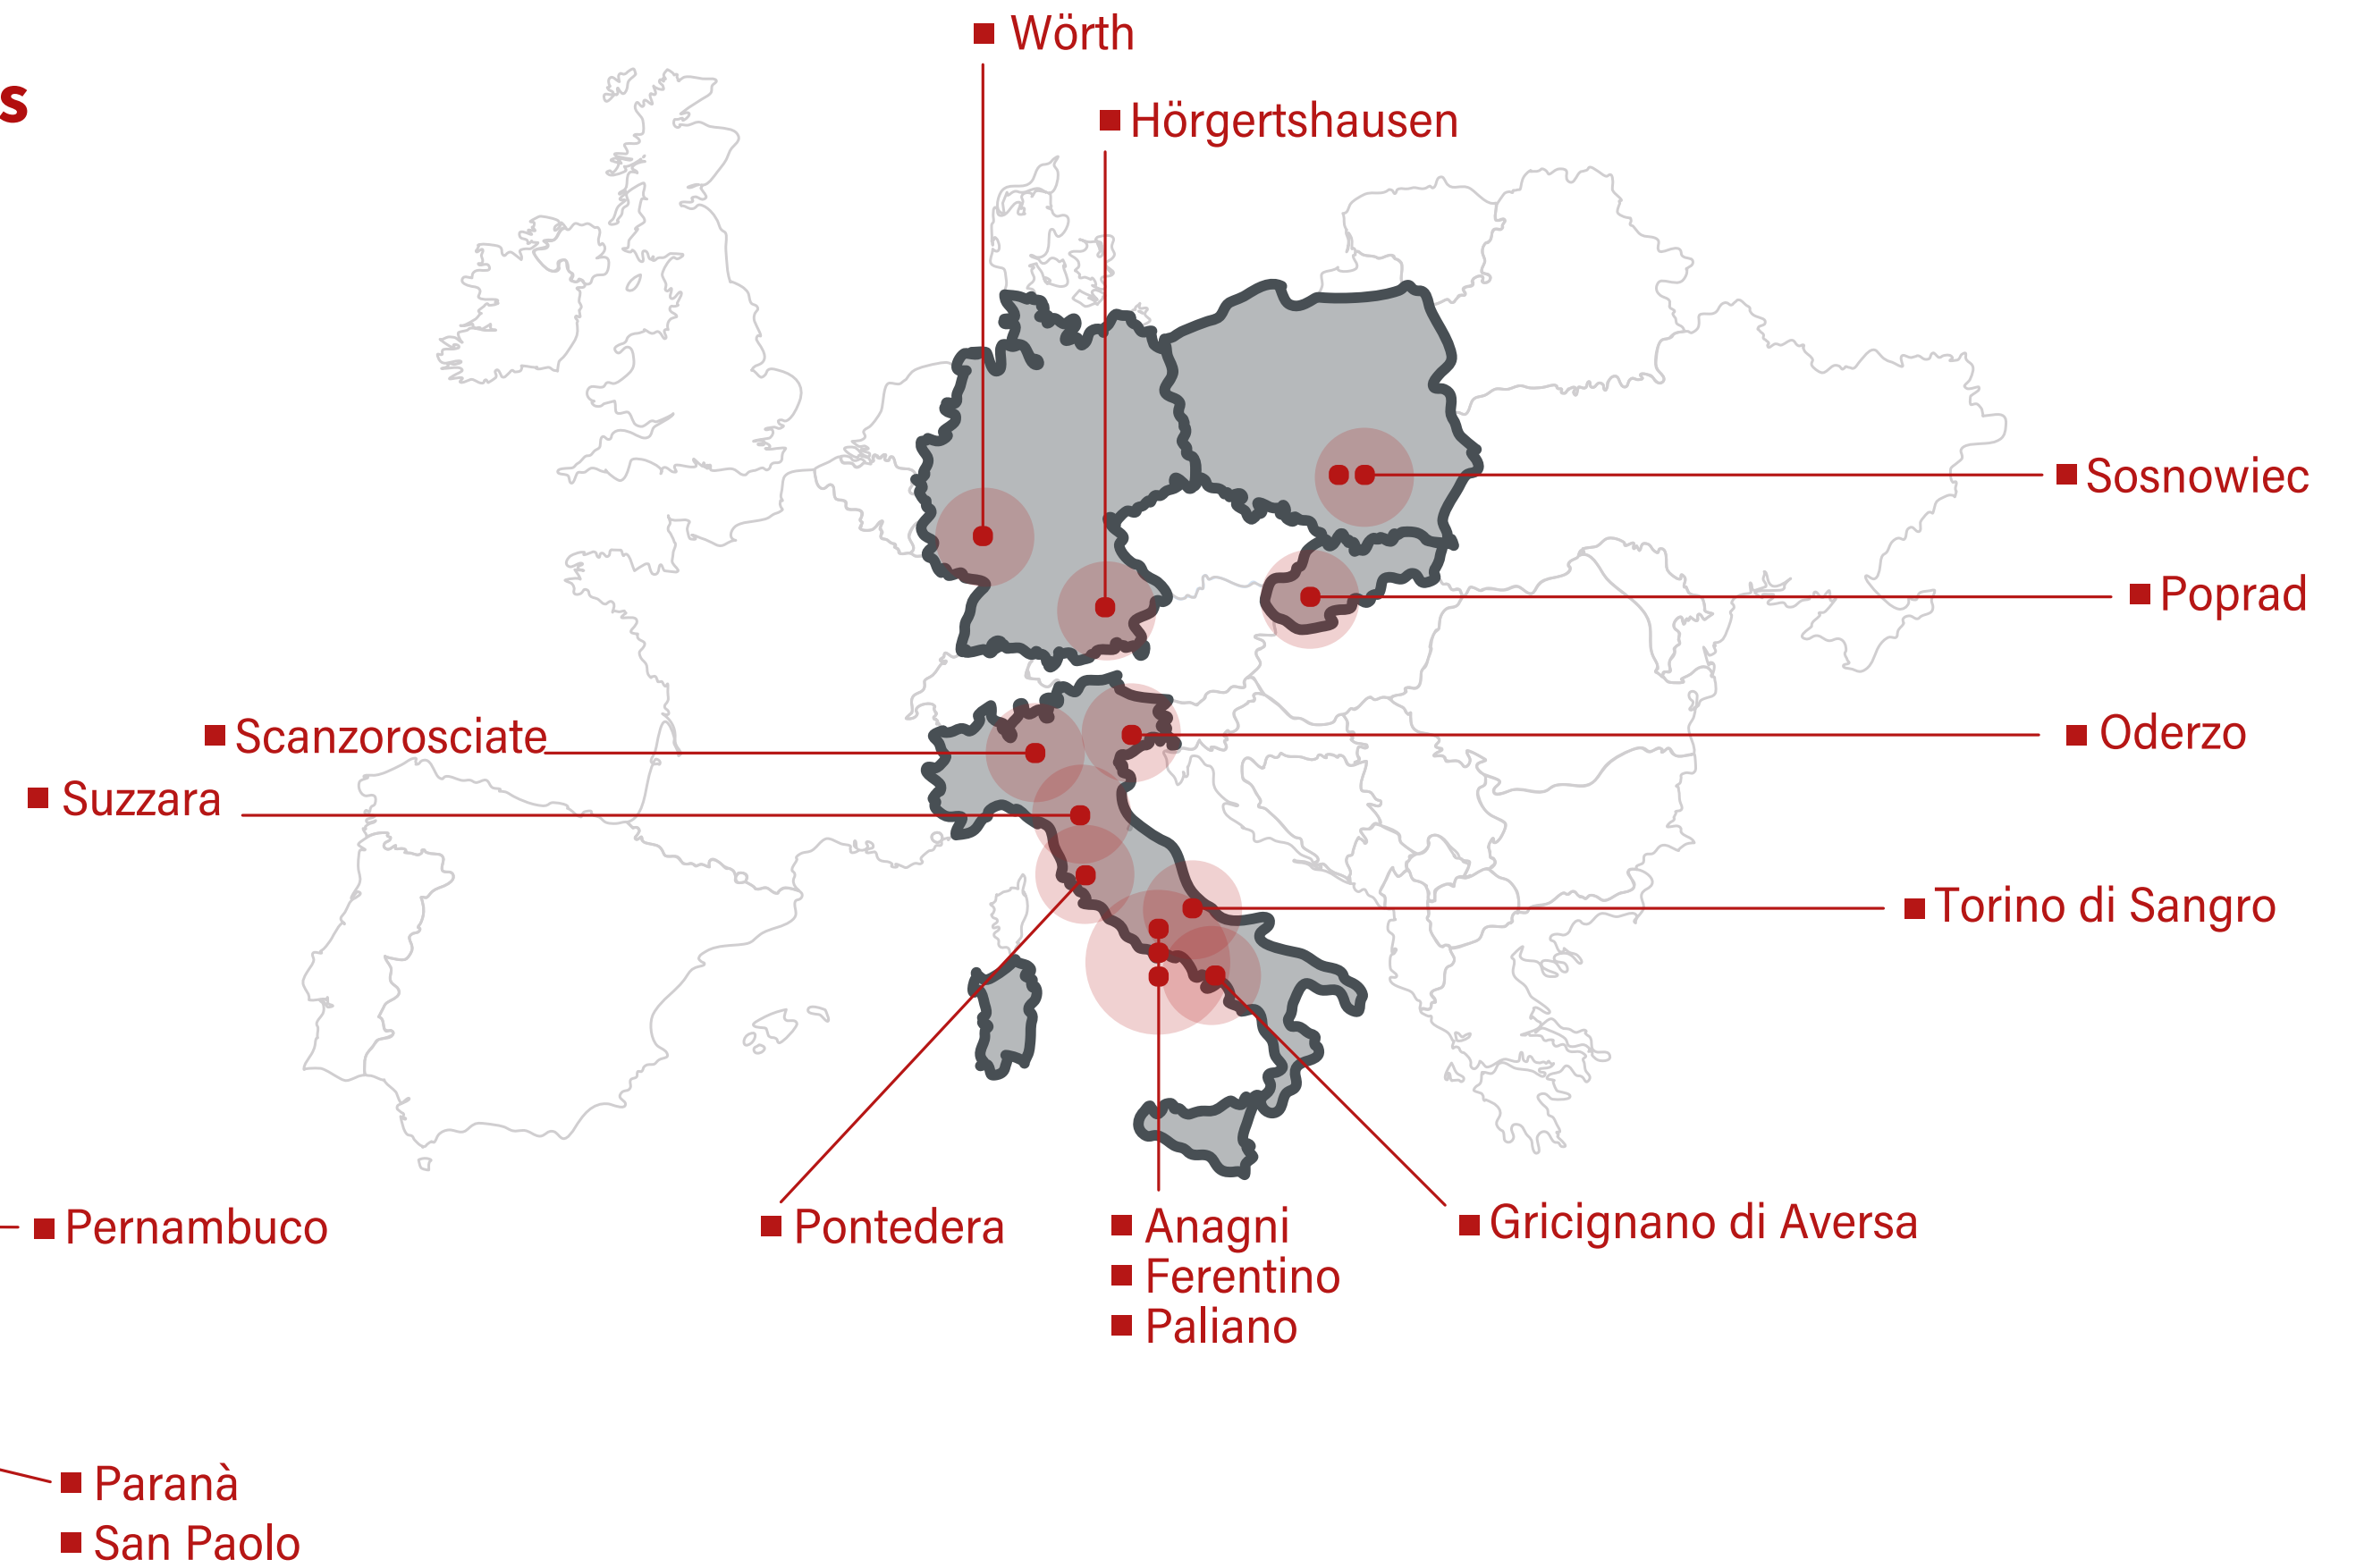 Wörth
s
Hörgertshausen
Sosnowiec
Poprad
Scanzorosciate
Oderzo
Suzzara
Torino di Sangro
Pernambuco
Pontedera
Anagni
Ferentino
Paliano
Gricignano di Aversa
Paranà
San Paolo